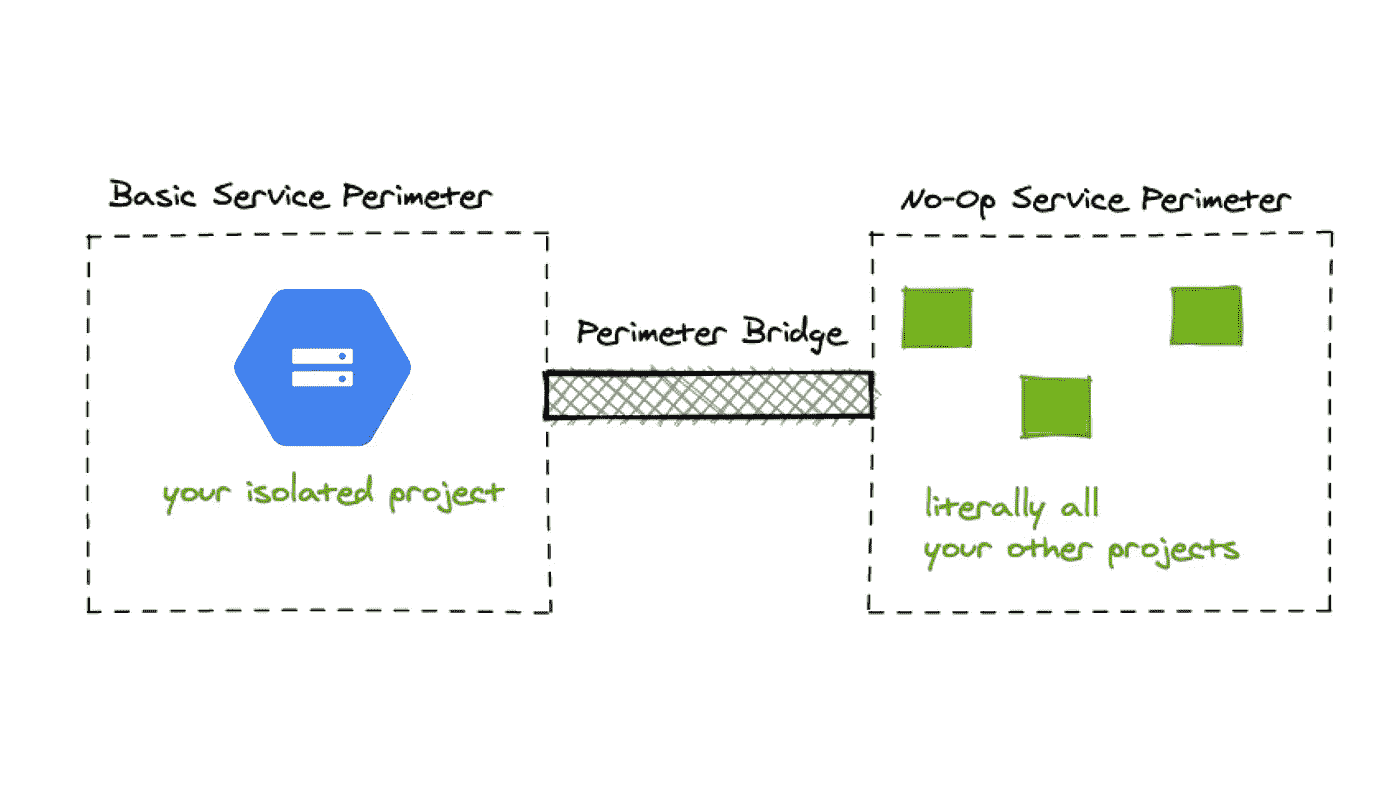 Basic Service Perimeter
No-Op Service Perimeter
Perimeter Bridge
your isolated project
literally all
your other projects